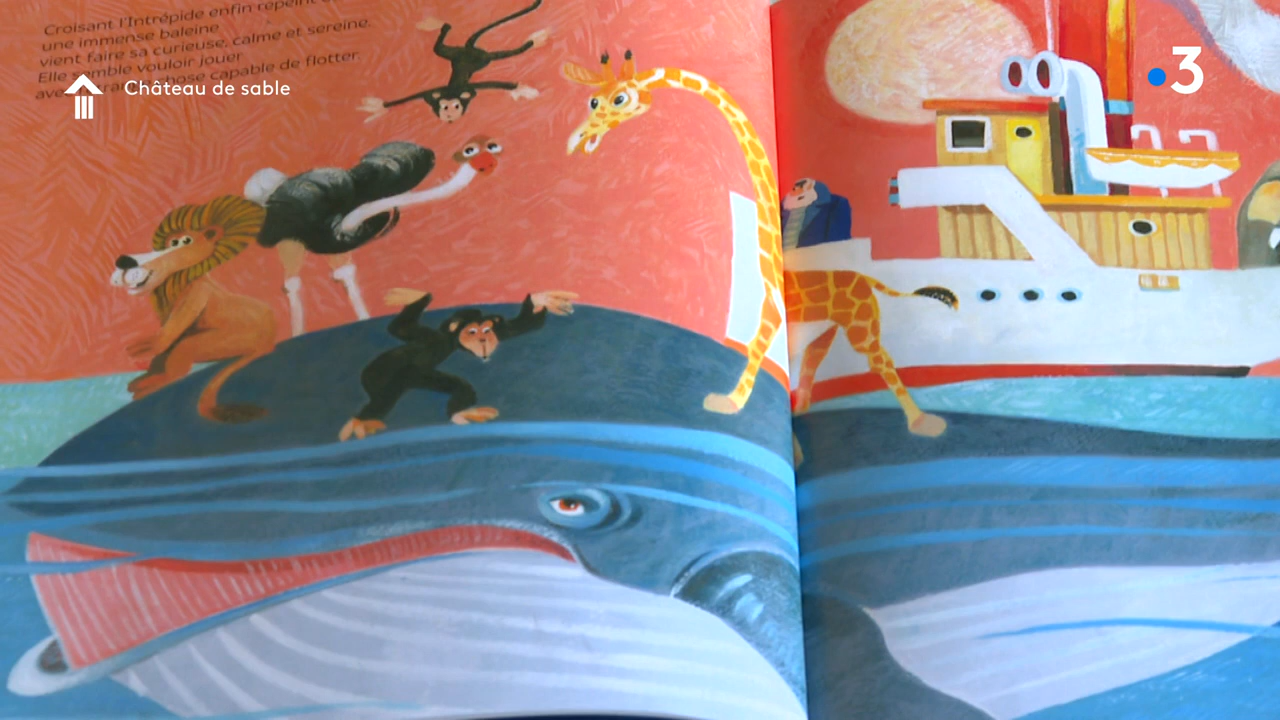 Croisant l'Intrépide enfin repeint
une immense baleine
vient faire sa curieuse, calme et sereine.
Elle semble vouloir jouer
chose capable de flotter.
Château de sable
3